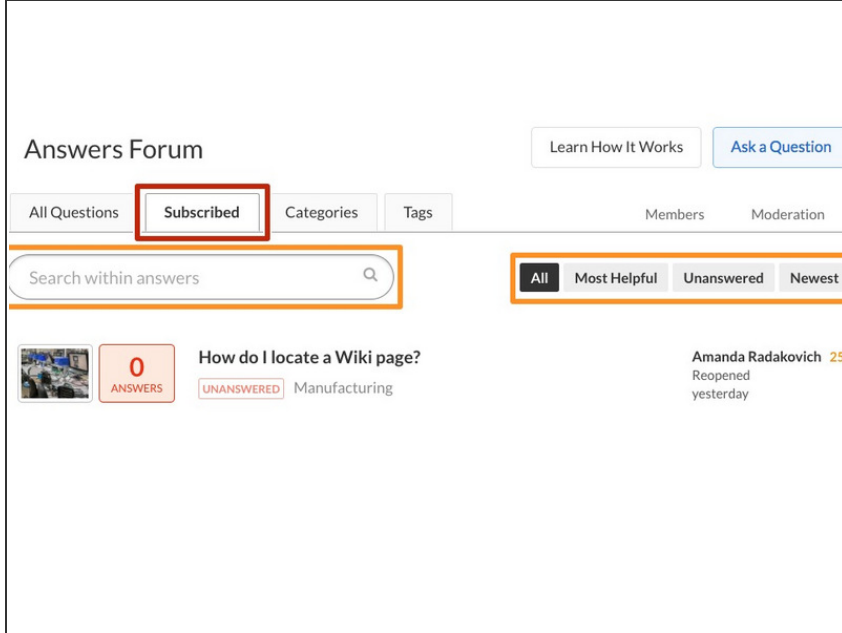 Answers Forum
Learn How It Works
Ask a Question
All Questions
Subscribed
Categories
Tags
Members
Moderation
Search within answers
All
Most Helpful
Unanswered
Newest
0
ANSWERS
How do I locate a Wiki page?
UNANSWERED Manufacturing
Amanda Radakovich 25
Reopened
yesterday